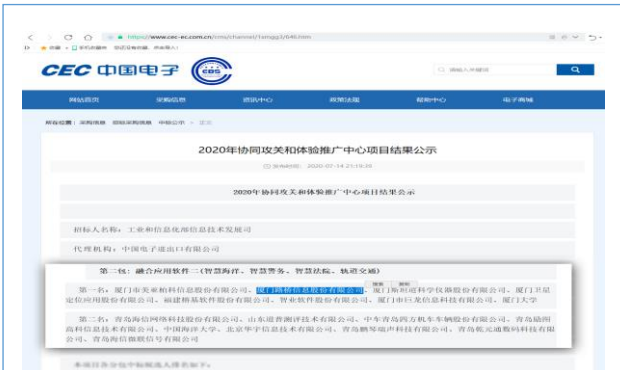 https://www.cec-ec.com.cn/cms/channel/1xmgg3/646.htm
CEC 中国电子
网站首页 采购信息 资讯中心 政策法规 帮助中心 电子商城
2020年协同攻关和体验推广中心项目结果公示
2020-07-14 21:19:20
2020年协同攻关和体验推广中心项目结果公示
招标人名称：工业和信息化部信息技术发展司
代理机构：中国电子进出口有限公司
第二包：融合应用软件二(智慧海洋、智慧警务、智慧法院、轨道交通)
第一名：厦门市美亚柏科信息股份有限公司、厦门路桥信息股份有限公司、厦门斯坦道科学仪器股份有限公司、厦门卫星
定位应用股份有限公司、福建榕基软件股份有限公司、智业软件股份有限公司、厦门市巨龙信息科技有限公司、厦门大学
第二名：青岛海信网络科技股份有限公司、山东道普测评技术有限公司、中车青岛四方机车车辆股份有限公司、青岛励图
高科信息技术有限公司、中国海洋大学、北京华宇信息技术有限公司、青岛鹏琴瑞声科技有限公司、青岛乾元通数码科技有限
公司、青岛海信微联信号有限公司